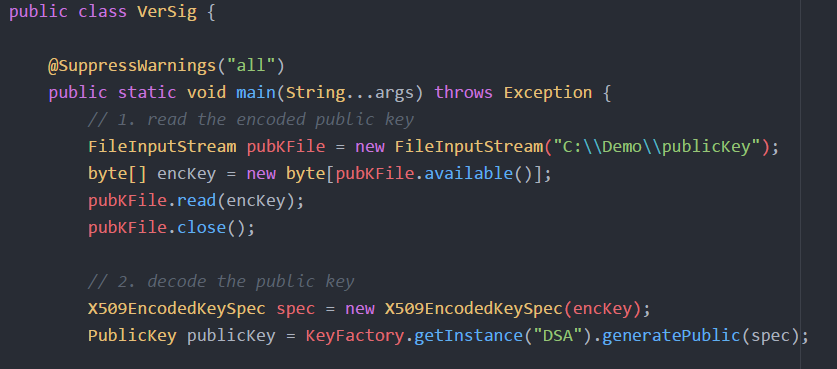 public class VerSig {
@SuppressWarnings("all")
public static void main(String...args) throws Exception {
// 1. read the encoded public key
FileInputStream pubKFile = new FileInputStream("C:\\Demo\\publicKey");
byte[] encKey = new byte[pubKFile.available()];
pubKFile.read(encKey);
pubKFile.close();
// 2. decode the public key
X509EncodedKeySpec spec = new X509EncodedKeySpec(encKey);
PublicKey publicKey = KeyFactory.getInstance("DSA").generatePublic(spec);